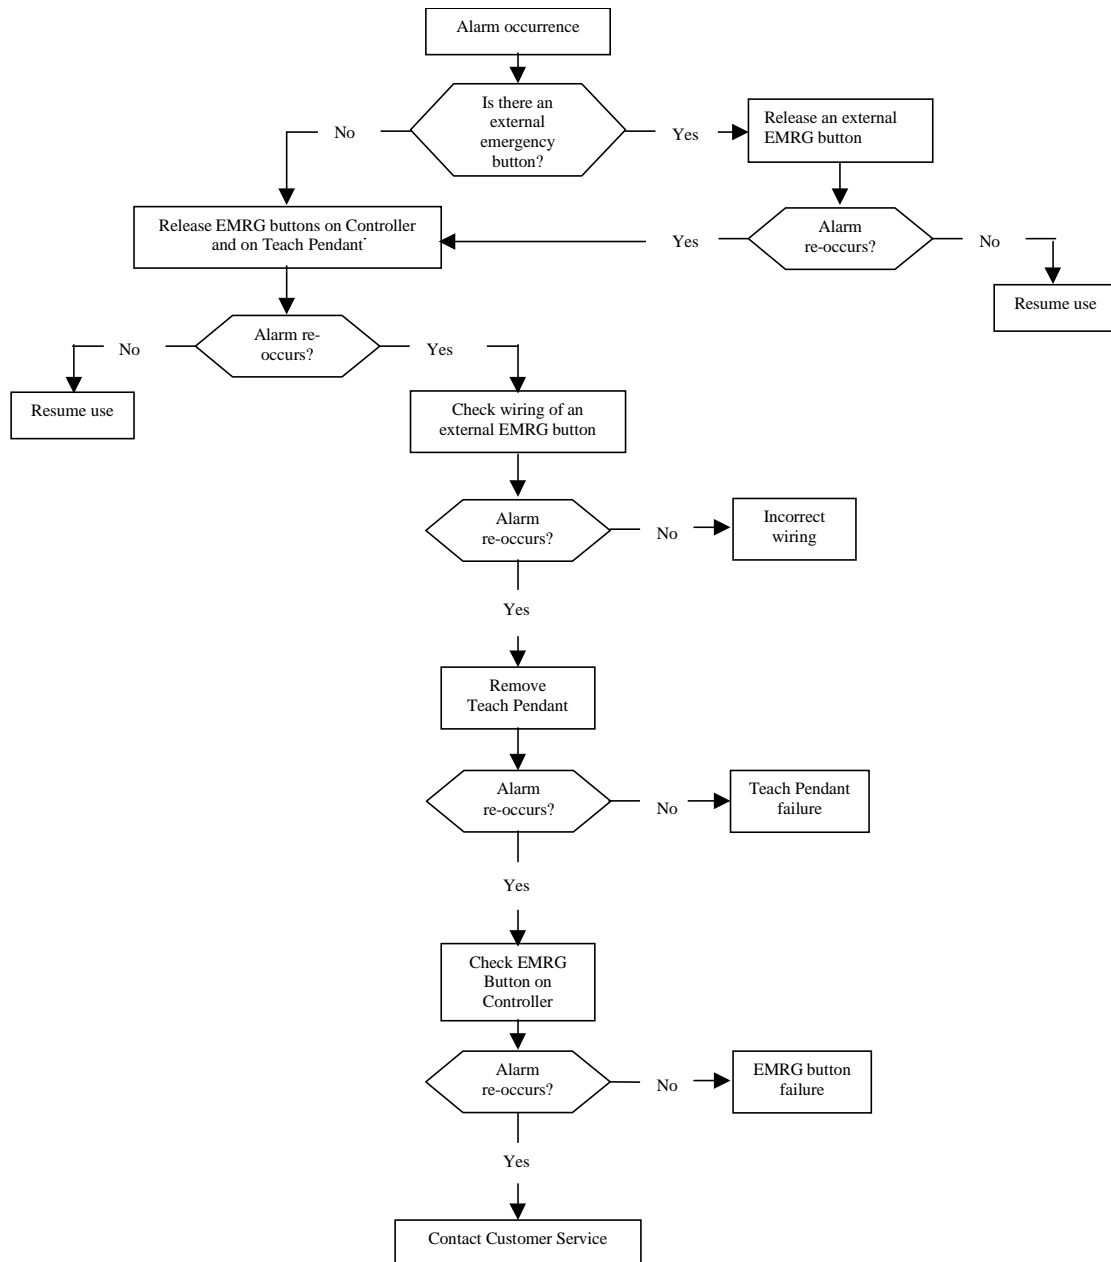 Alarm occurrence
Is there an
external
emergency
button?
No
Yes
Release an external
EMRG button
Release EMRG buttons on Controller
and on Teach Pendant
Yes
Alarm
re-occurs?
No
Resume use
Alarm re-
occurs?
No
Yes
Resume use
Check wiring of an
external EMRG button
Alarm
re-occurs?
No
Incorrect
wiring
Yes
Remove
Teach Pendant
Alarm
re-occurs?
No
Teach Pendant
failure
Yes
Check EMRG
Button on
Controller
Alarm
re-occurs?
No
EMRG button
failure
Yes
Contact Customer Service